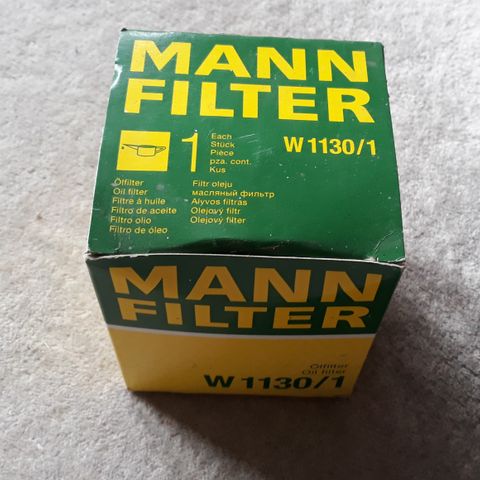 MANN
FILTER
1
Each
Stück
Pièce
pza. cont.
Kus
W 1130/1
Ölfilter
Oil filter
Filtre à huile
Filtro de aceite
Filtro olio
Filtro de óleo
Filtr oleju
масляный фильтр
Alyvos filtras
Olejový filtr
Olejový filter
MANN
FILTER
Ölfilter
Oil filter
W 1130/1